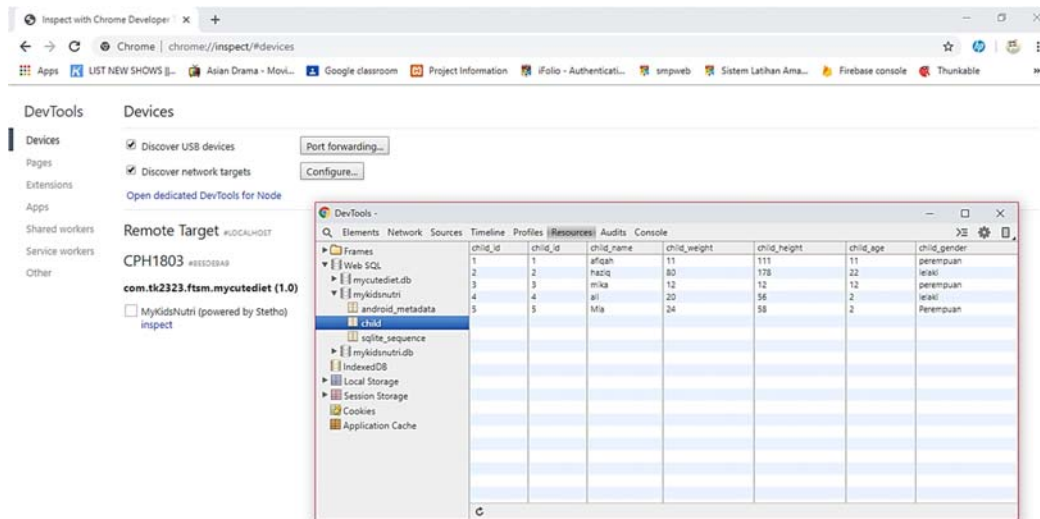 Inspect with Chrome Developer
Chrome | chrome://inspect/#devices
Apps LIST NEW SHOWS ||... Asian Drama - Movi... Google classroom Project Information iFolio - Authenticati... smpweb Sistem Latihan Ama... Firebase console Thunkable
DevTools
Devices
Pages
Extensions
Apps
Shared workers
Service workers
Other
Devices
Discover USB devices Port forwarding...
Discover network targets Configure...
Open dedicated DevTools for Node
Remote Target #LOCALHOST
CPH1803
com.tk2323.ftsm.mycutediet (1.0)
MyKidsNutri (powered by Stetho)
inspect
DevTools -
Elements Network Sources Timeline Profiles Resources Audits Console
Frames
Web SQL
mycutediet.db
mykidsnutri
android_metadata
child
sqlite_sequence
mykidsnutri.db
IndexedDB
Local Storage
Session Storage
Cookies
Application Cache
child_id child_id child_name child_weight child_height child_age child_gender
1 1 afiqah 11 111 11 perempuan
2 2 haziq 80 178 22 lelaki
3 3 mika 12 12 12 perempuan
4 4 ali 20 56 2 lelaki
5 5 Mia 24 58 2 Perempuan